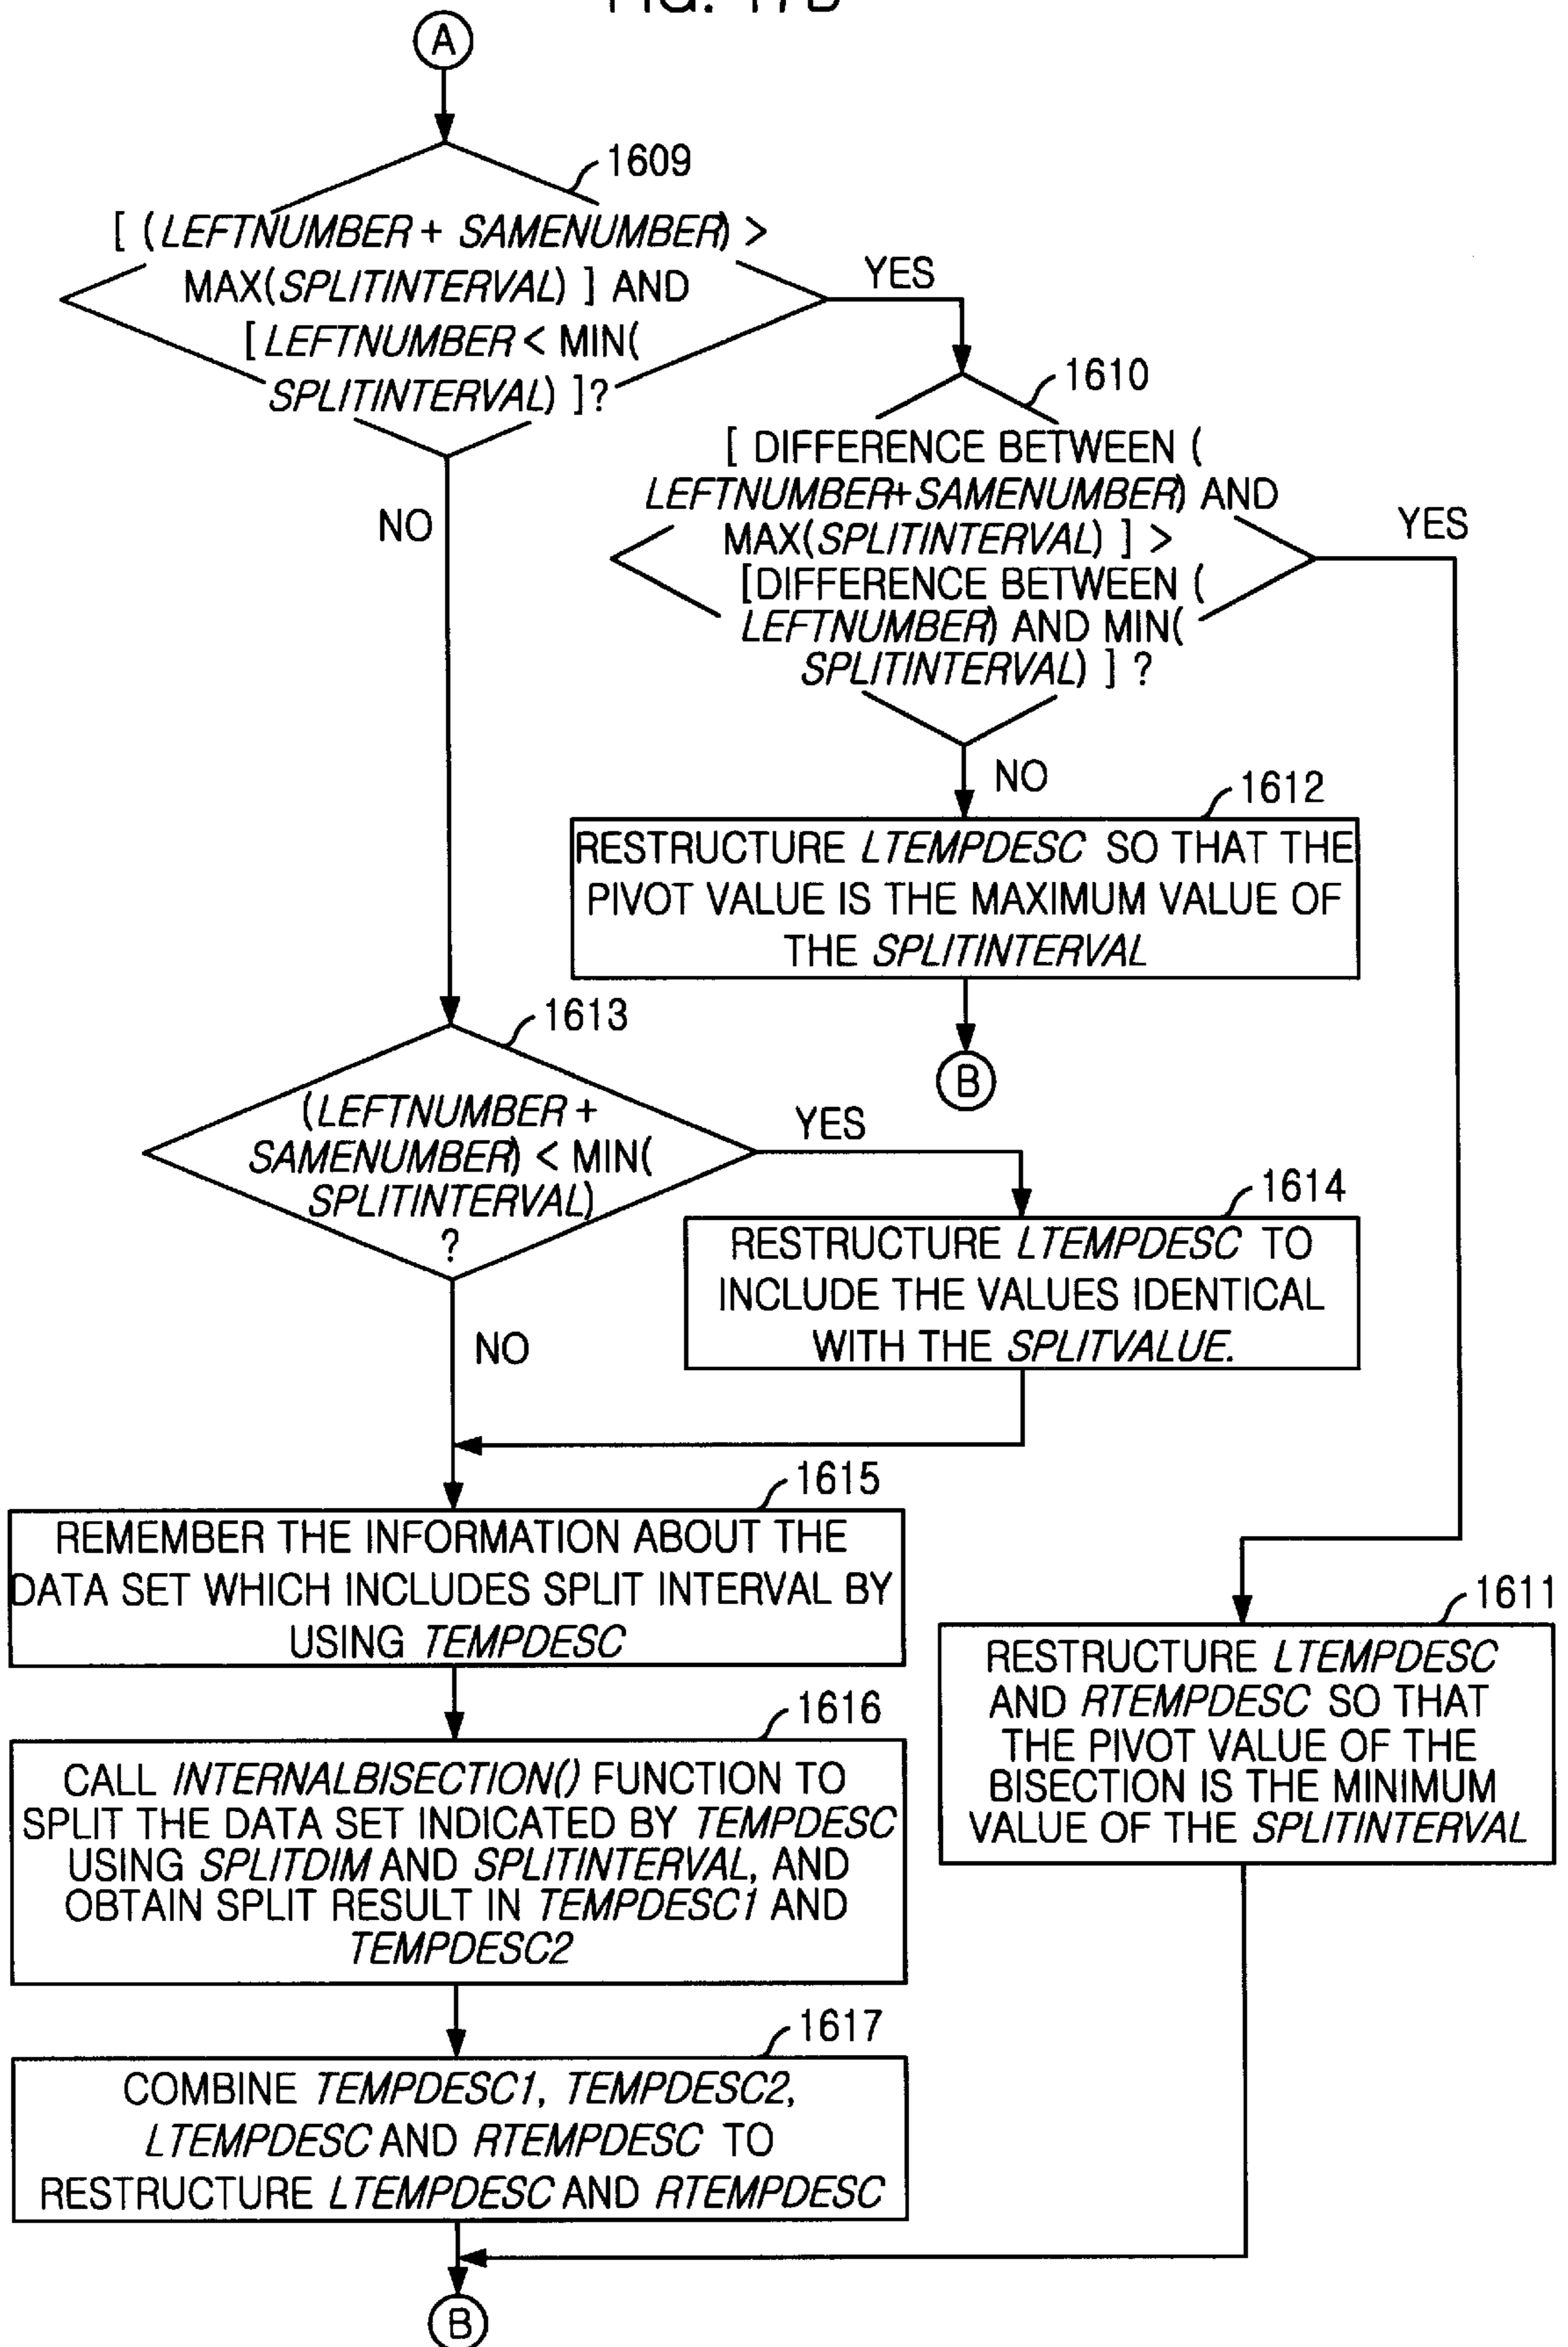 A
1609
[ (LEFTNUMBER + SAMENUMBER) >
MAX(SPLITINTERVAL) ] AND
[ LEFTNUMBER < MIN(
SPLITINTERVAL) ]?
YES
NO
1610
[ DIFFERENCE BETWEEN (
LEFTNUMBER+SAMENUMBER) AND
MAX(SPLITINTERVAL) ] >
[DIFFERENCE BETWEEN (
LEFTNUMBER) AND MIN(
SPLITINTERVAL) ] ?
YES
NO
1612
RESTRUCTURE LTEMPDESC SO THAT THE
PIVOT VALUE IS THE MAXIMUM VALUE OF
THE SPLITINTERVAL
B
1613
(LEFTNUMBER +
SAMENUMBER) < MIN(
SPLITINTERVAL)
?
YES
NO
1614
RESTRUCTURE LTEMPDESC TO
INCLUDE THE VALUES IDENTICAL
WITH THE SPLITVALUE.
1615
REMEMBER THE INFORMATION ABOUT THE
DATA SET WHICH INCLUDES SPLIT INTERVAL BY
USING TEMPDESC
1611
RESTRUCTURE LTEMPDESC
AND RTEMPDESC SO THAT
THE PIVOT VALUE OF THE
BISECTION IS THE MINIMUM
VALUE OF THE SPLITINTERVAL
1616
CALL INTERNALBISECTION() FUNCTION TO
SPLIT THE DATA SET INDICATED BY TEMPDESC
USING SPLITDIM AND SPLITINTERVAL, AND
OBTAIN SPLIT RESULT IN TEMPDESC1 AND
TEMPDESC2
1617
COMBINE TEMPDESC1, TEMPDESC2,
LTEMPDESC AND RTEMPDESC TO
RESTRUCTURE LTEMPDESC AND RTEMPDESC
B